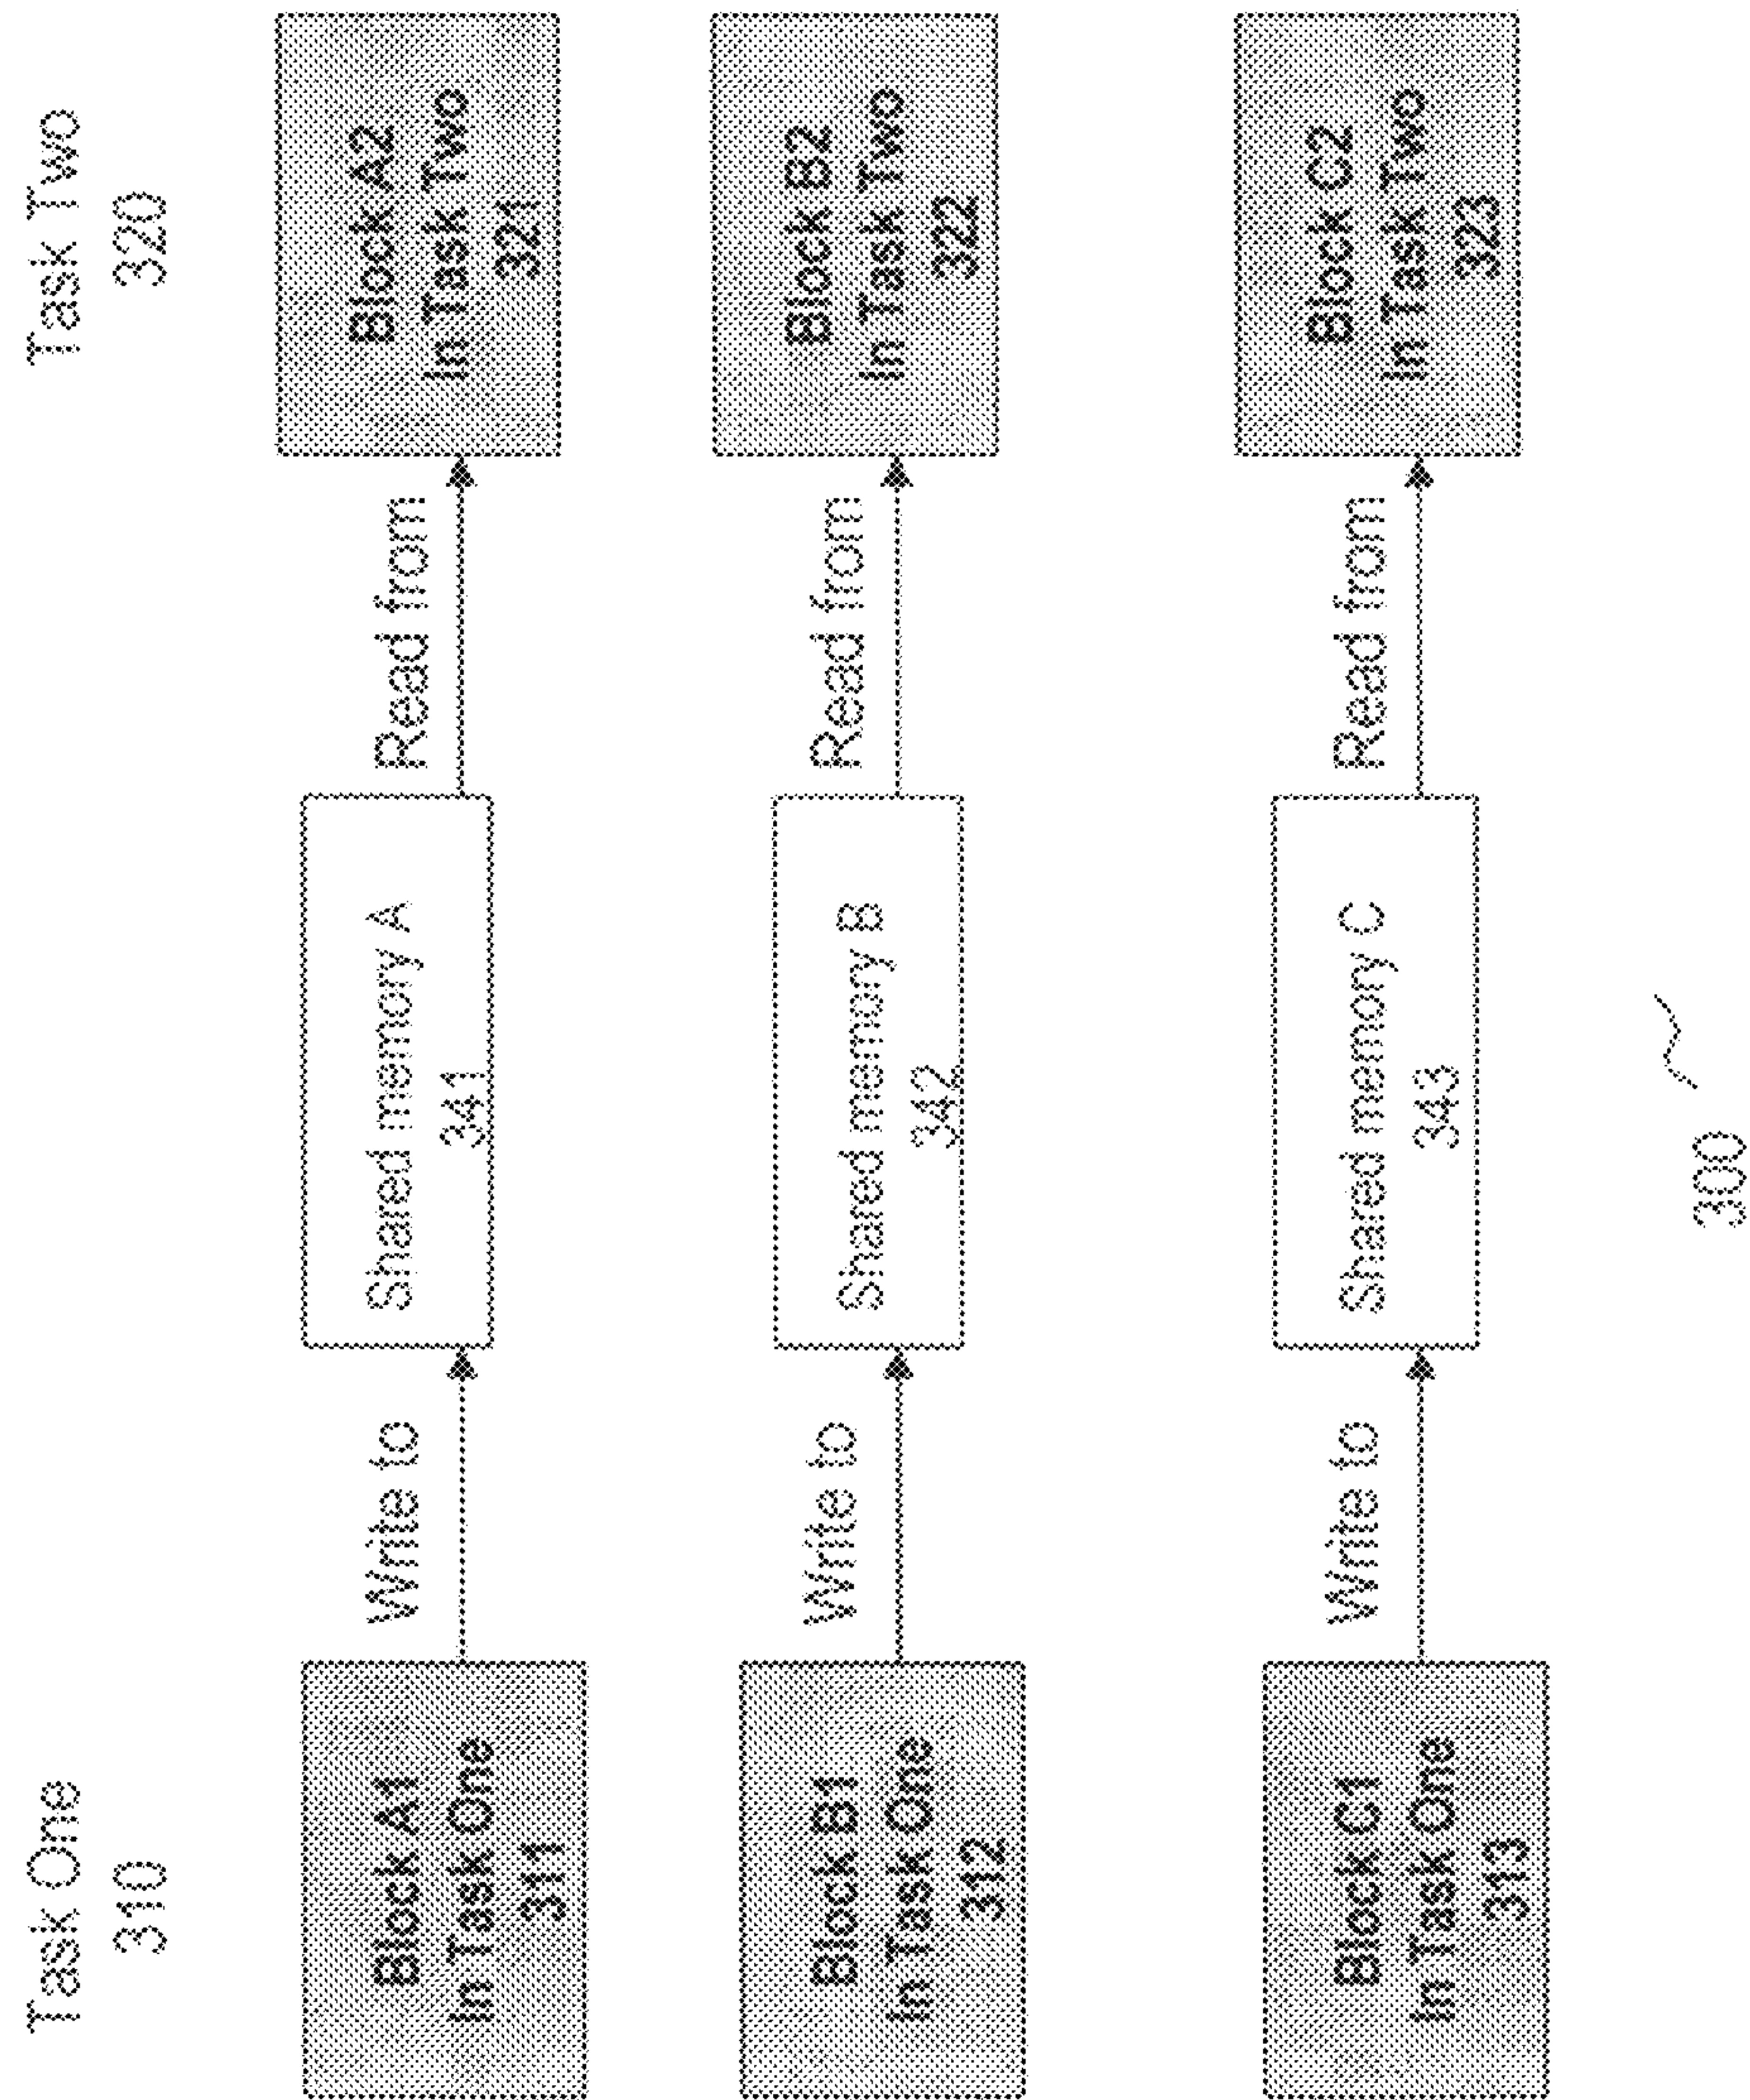 Task One
310
Task Two
320
Block A1
In Task One
311
Write to
Shared memory A
341
Read from
Block A2
In Task Two
321
Block B1
In Task One
312
Write to
Shared memory B
342
Read from
Block B2
In Task Two
322
Block C1
In Task One
313
Write to
Shared memory C
343
Read from
Block C2
In Task Two
323
300